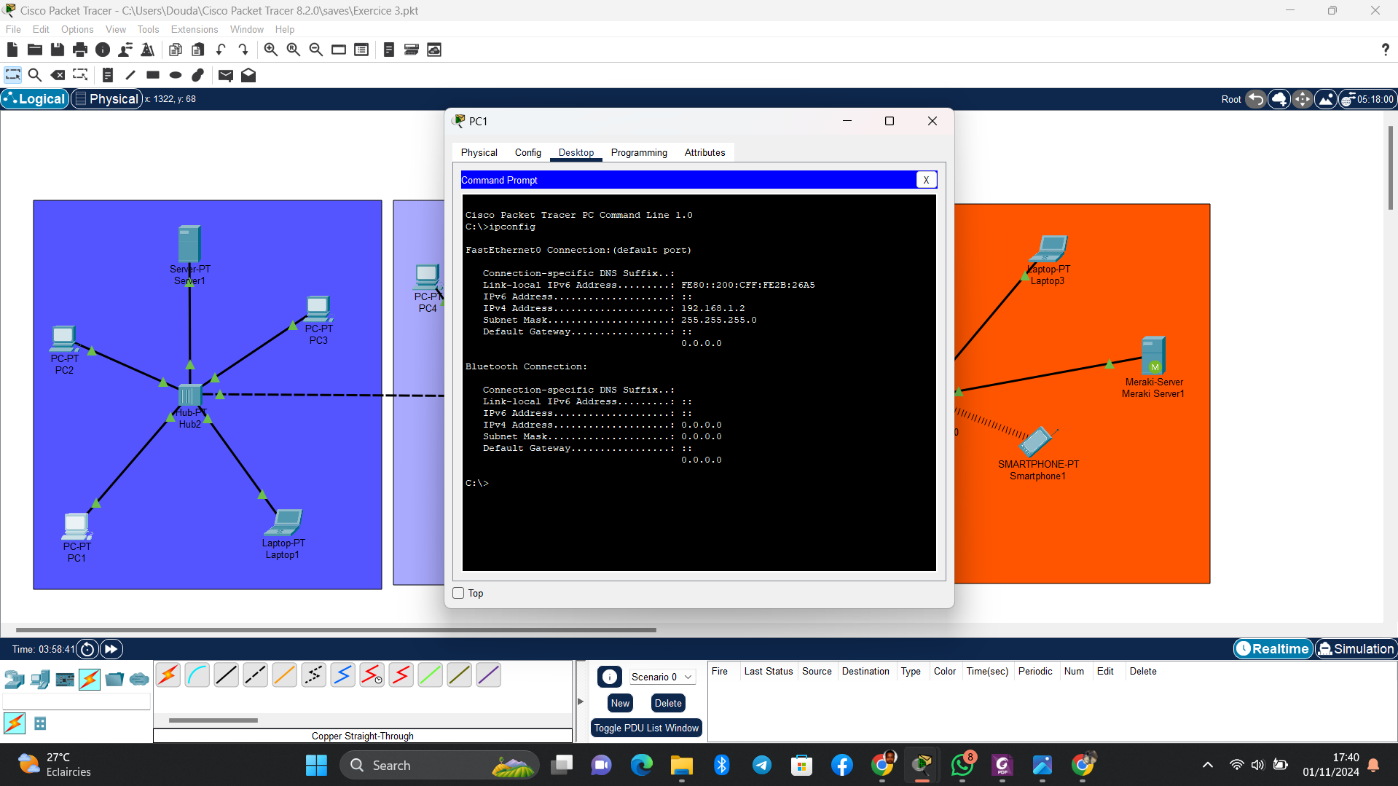 Cisco Packet Tracer - C:\Users\Douda\Cisco Packet Tracer 8.2.0\saves\Exercice 3.pkt
File Edit Options View Tools Extensions Window Help
?
Logical Physical x: 1322, y: 68
Root 05:18:00
PC1
Physical Config Desktop Programming Attributes
Command Prompt X
Cisco Packet Tracer PC Command Line 1.0
C:\>ipconfig
FastEthernet0 Connection:(default port)
Connection-specific DNS Suffix..:
Link-local IPv6 Address.........: FE80::200:CFF:FE2B:26A5
IPv6 Address....................: ::
IPv4 Address....................: 192.168.1.2
Subnet Mask.....................: 255.255.255.0
Default Gateway.................: ::
0.0.0.0
Bluetooth Connection:
Connection-specific DNS Suffix..:
Link-local IPv6 Address.........: ::
IPv6 Address....................: ::
IPv4 Address....................: 0.0.0.0
Subnet Mask.....................: 0.0.0.0
Default Gateway.................: ::
0.0.0.0
C:\>
Top
Server-PT
Server1
PC-PT
PC3
PC-PT
PC2
Hub-PT
Hub2
PC-PT
PC1
Laptop-PT
Laptop1
PC-PT
PC4
Laptop-PT
Laptop3
Meraki-Server
Meraki Server1
0
SMARTPHONE-PT
Smartphone1
Time: 03:58:41
Realtime Simulation
Scenario 0
New Delete
Toggle PDU List Window
Fire Last Status Source Destination Type Color Time(sec) Periodic Num Edit Delete
Copper Straight-Through
27°C
Eclaircies
Search
8
17:40
01/11/2024